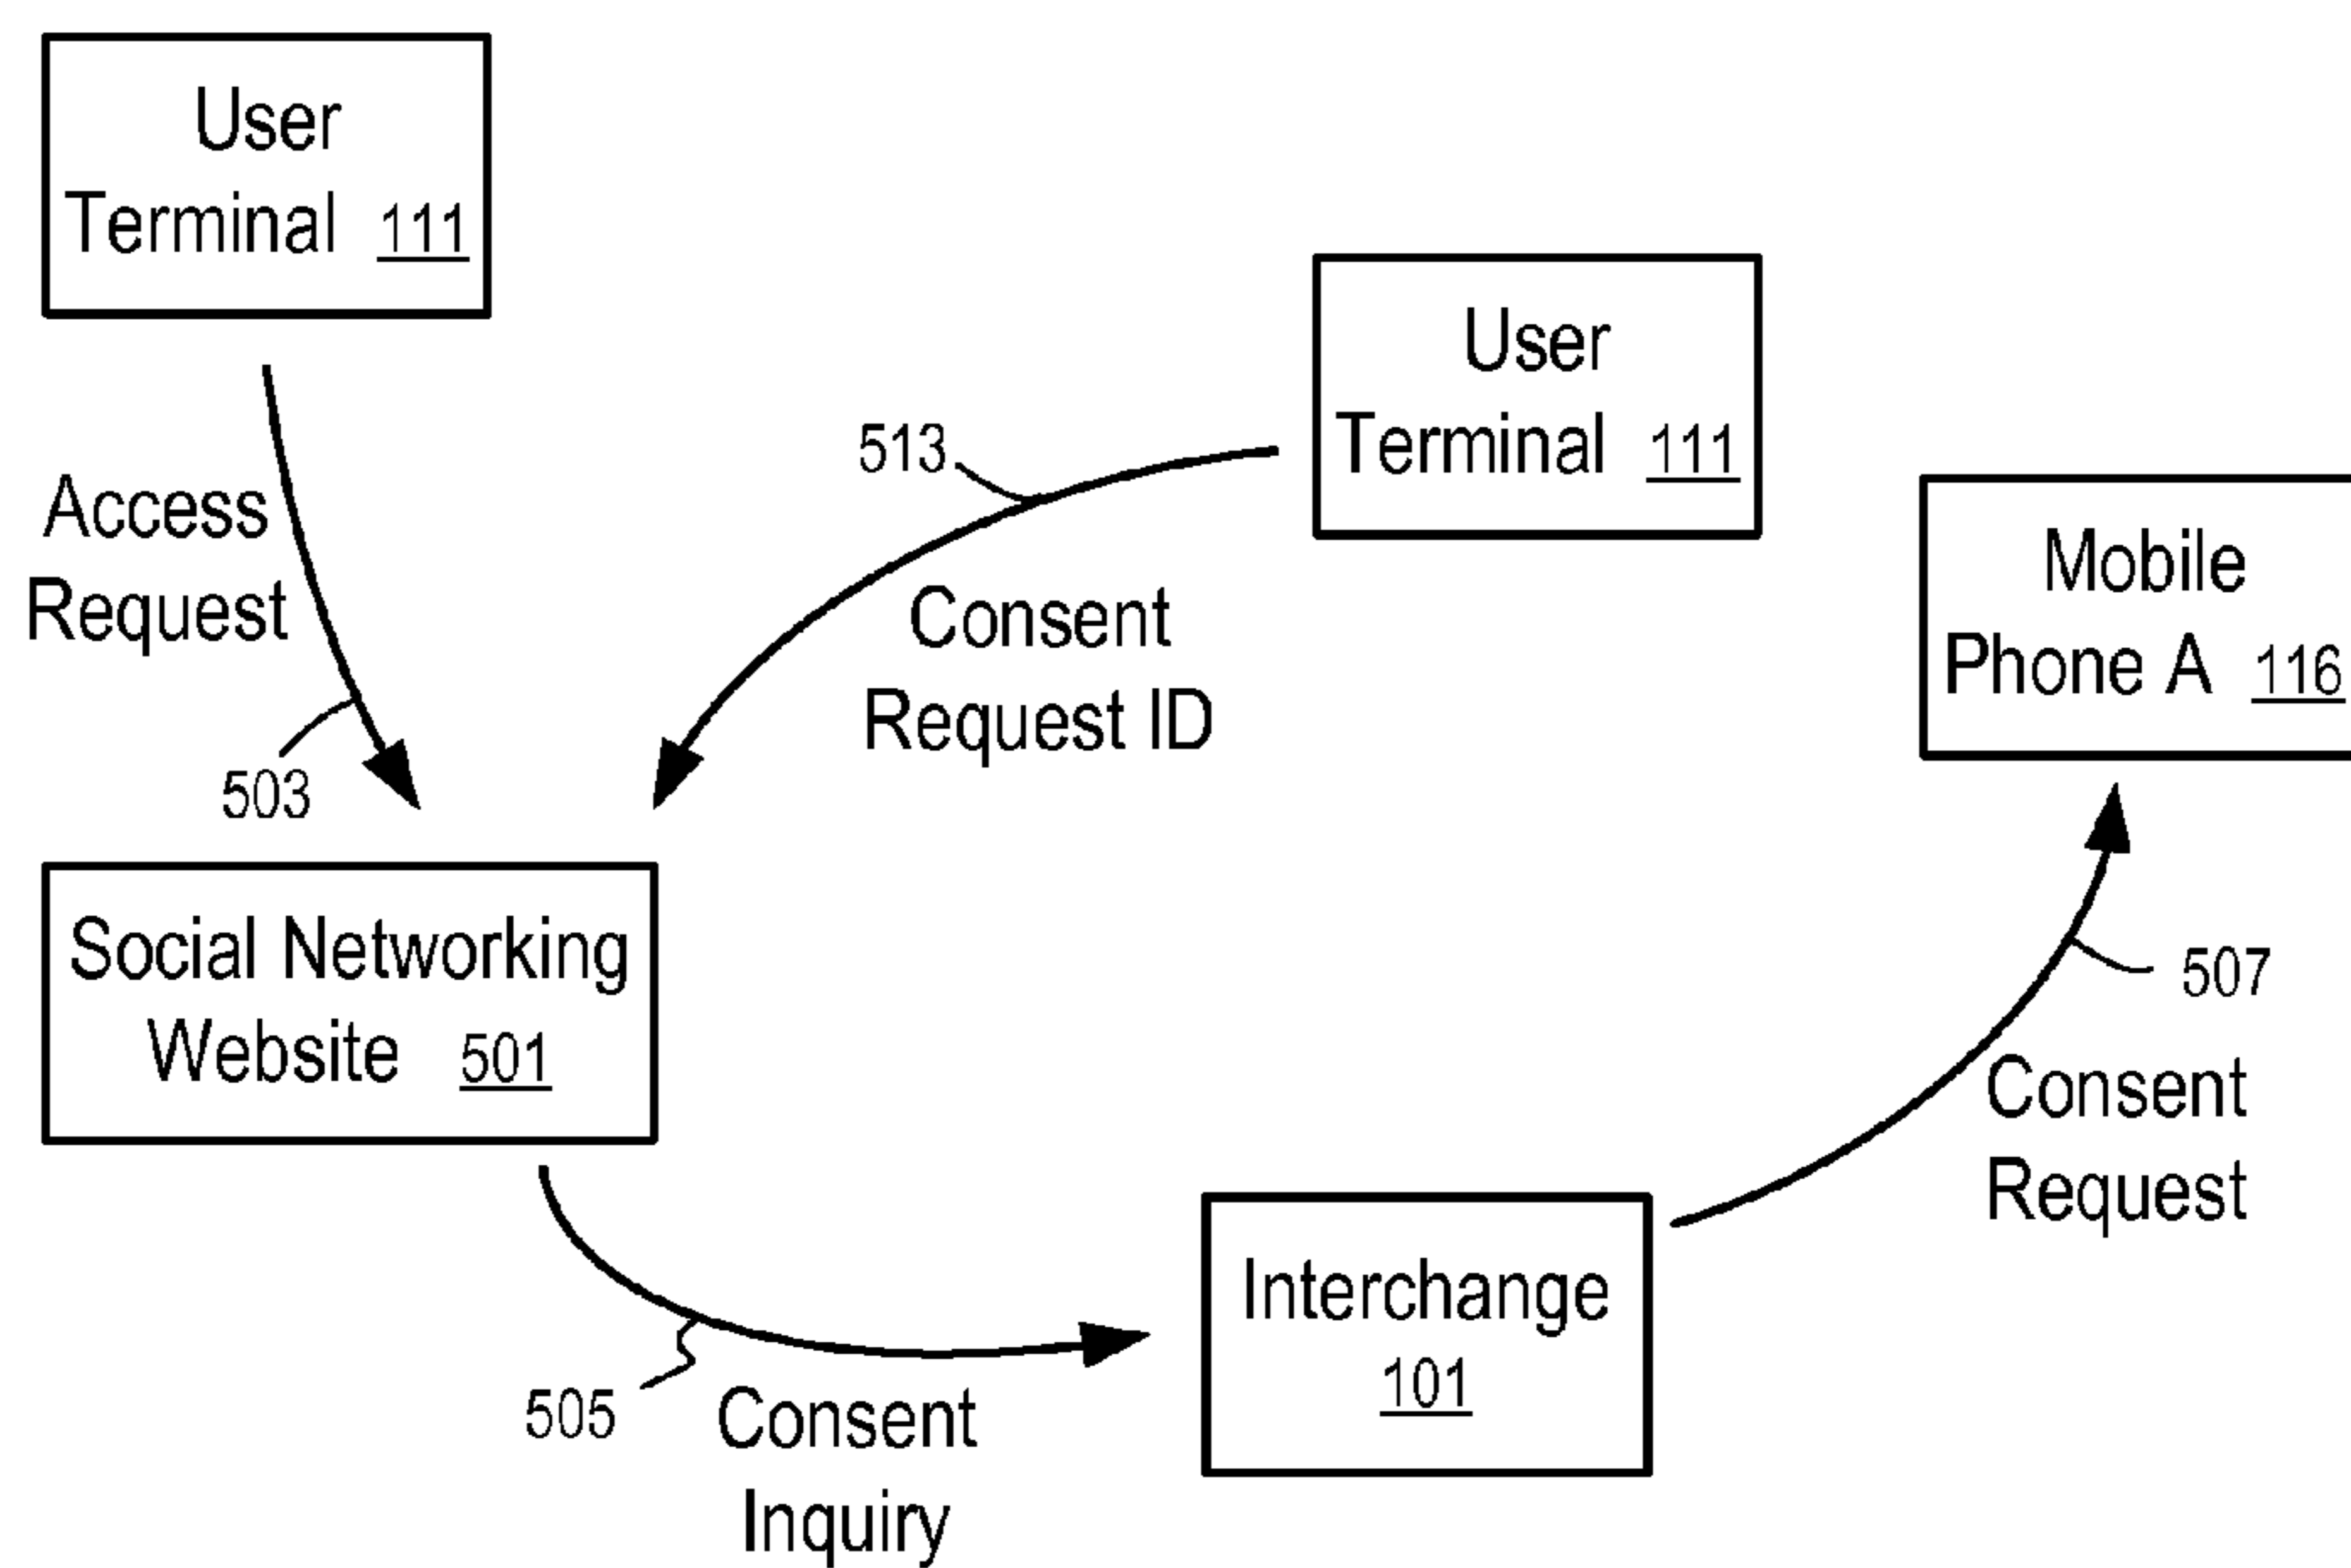 User
Terminal 111
User
Terminal 111
513
Access
Request
Consent
Request ID
Mobile
Phone A 116
503
Social Networking
Website 501
507
Consent
Request
Interchange
101
505
Consent
Inquiry